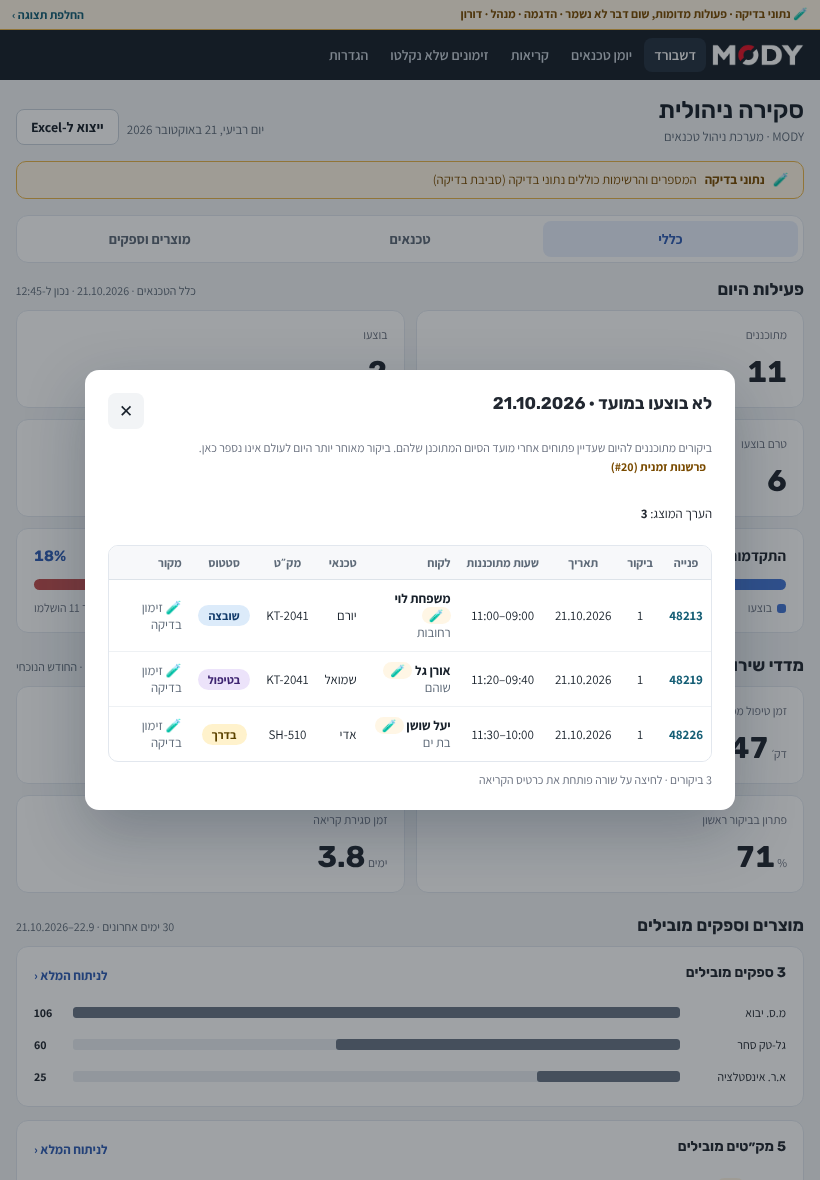 🧪 נתוני בדיקה · פעולות מדומות, שום דבר לא נשמר · הדגמה · מנהל · דורון
החלפת תצוגה ‹
MODY
דשבורד
יומן טכנאים
קריאות
זימונים שלא נקלטו
הגדרות
סקירה ניהולית
MODY · מערכת ניהול טכנאים
יום רביעי, 21 באוקטובר 2026
ייצוא ל-Excel
🧪 נתוני בדיקה המספרים והרשימות כוללים נתוני בדיקה (סביבת בדיקה)
כללי
טכנאים
מוצרים וספקים
פעילות היום
כלל הטכנאים · 21.10.2026 · נכון ל-12:45
מתוכננים
11
בוצעו
טרם בוצעו
6
18%
בוצעו
11 הושלמו
· החודש הנוכחי
47 דק׳
לא בוצעו במועד · 21.10.2026
✕
ביקורים מתוכננים להיום שעדיין פתוחים אחרי מועד הסיום המתוכנן שלהם. ביקור מאוחר יותר היום לעולם אינו נספר כאן.
פרשנות זמנית (#20)
הערך המוצג: 3
פנייה ביקור תאריך שעות מתוכננות לקוח טכנאי מק״ט סטטוס מקור
48213 1 21.10.2026 09:00–11:00 משפחת לוי 🧪 רחובות יורם KT-2041 שובצה 🧪 זימון בדיקה
48219 1 21.10.2026 09:40–11:20 אורן גל 🧪 שוהם שמואל KT-2041 בטיפול 🧪 זימון בדיקה
48226 1 21.10.2026 10:00–11:30 יעל שושן 🧪 בת ים אדי SH-510 בדרך 🧪 זימון בדיקה
3 ביקורים · לחיצה על שורה פותחת את כרטיס הקריאה
פתרון בביקור ראשון
71 %
זמן סגירת קריאה
3.8 ימים
מוצרים וספקים מובילים
30 ימים אחרונים · 22.9–21.10.2026
3 ספקים מובילים
לניתוח המלא ‹
מ.ס. יבוא 106
גל-טק סחר 60
א.ר. אינסטלציה 25
5 מק״טים מובילים
לניתוח המלא ‹